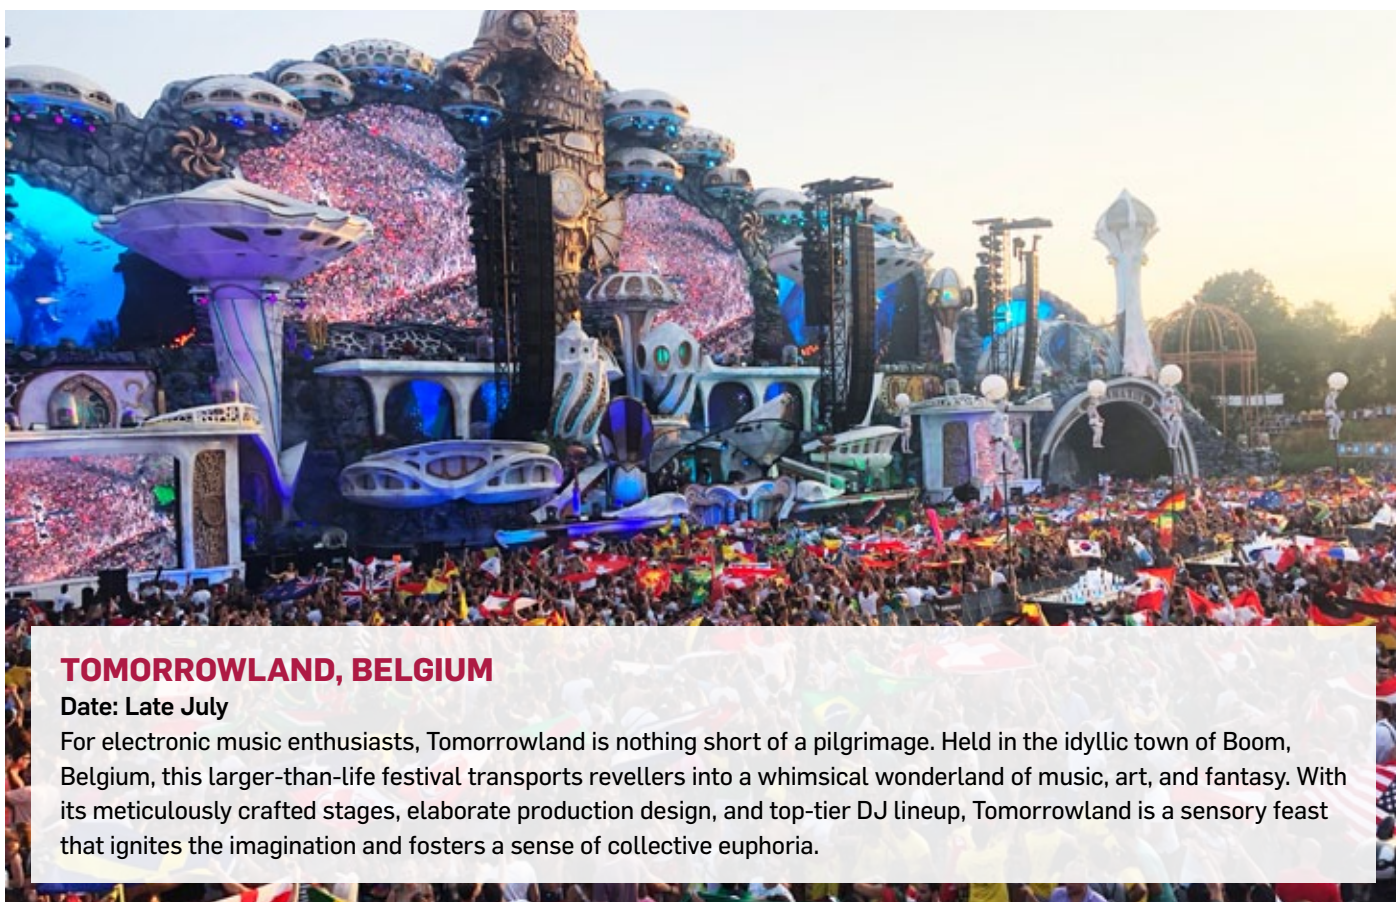 TOMORROWLAND, BELGIUM
Date: Late July
For electronic music enthusiasts, Tomorrowland is nothing short of a pilgrimage. Held in the idyllic town of Boom,
Belgium, this larger-than-life festival transports revellers into a whimsical wonderland of music, art, and fantasy. With
its meticulously crafted stages, elaborate production design, and top-tier DJ lineup, Tomorrowland is a sensory feast
that ignites the imagination and fosters a sense of collective euphoria.